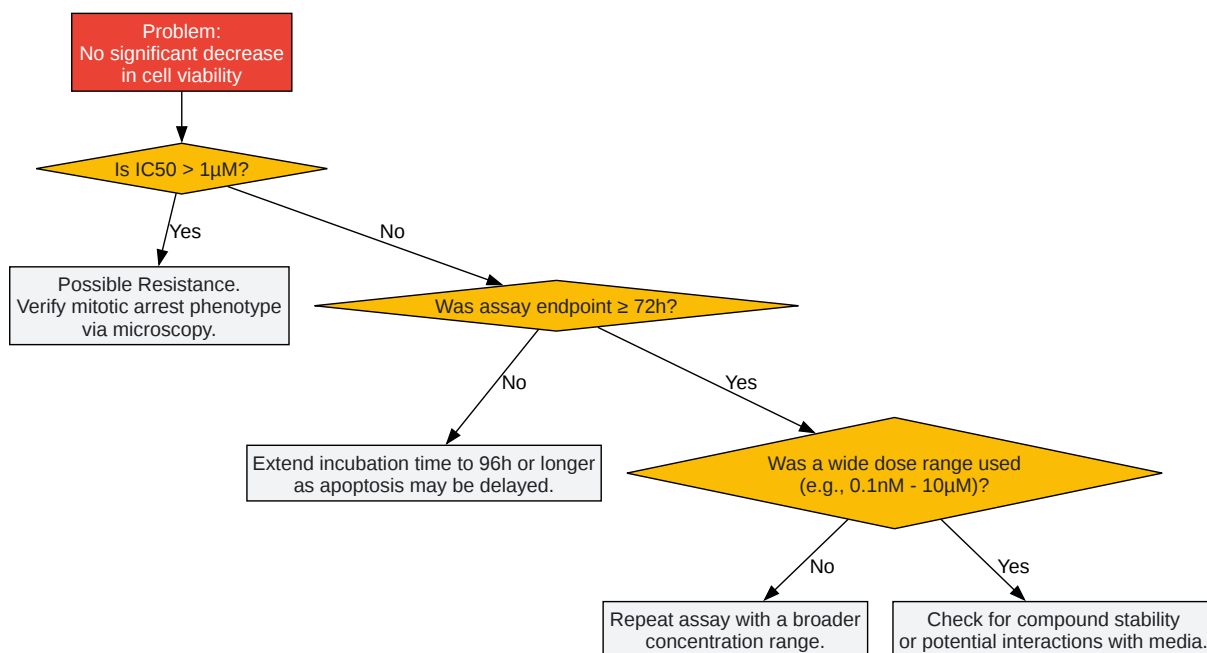 Problem:
No significant decrease
in cell viability
Is IC50 > 1µM?
Yes
No
Possible Resistance.
Verify mitotic arrest phenotype
via microscopy.
Was assay endpoint ≥ 72h?
No
Yes
Extend incubation time to 96h or longer
as apoptosis may be delayed.
Was a wide dose range used
(e.g., 0.1nM - 10µM)?
No
Yes
Repeat assay with a broader
concentration range.
Check for compound stability
or potential interactions with media.